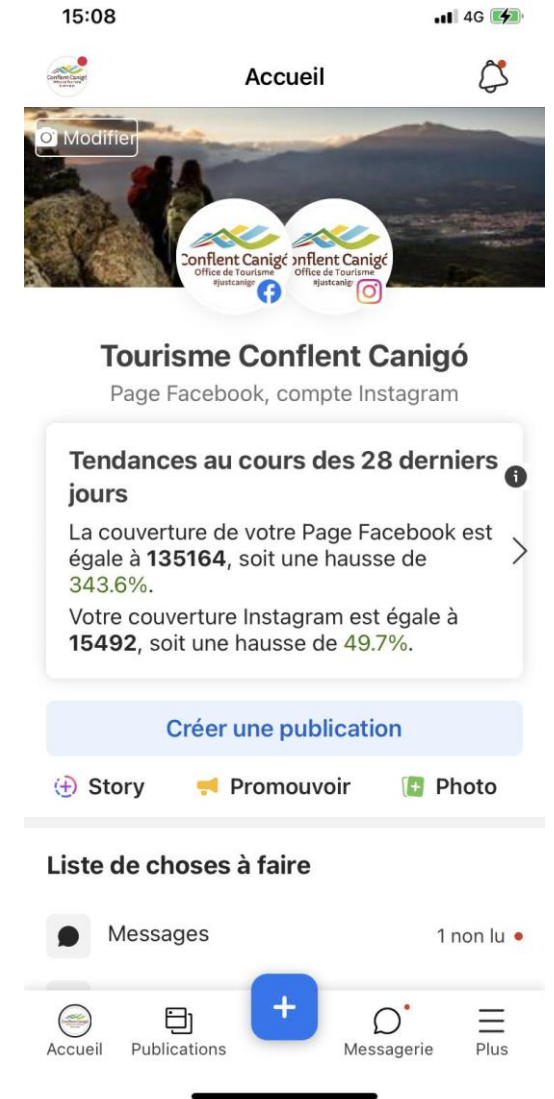 15:08
4G
Accueil
Modifier
Conflent Canigó
Office de Tourisme
#justcanigo
Conflent Canigó
Office de Tourisme
Tourisme Conflent Canigó
Page Facebook, compte Instagram
Tendances au cours des 28 derniers
jours
La couverture de votre Page Facebook est
égale à 135164, soit une hausse de
343.6%.
Votre couverture Instagram est égale à
15492, soit une hausse de 49.7%.
Créer une publication
Story
Promouvoir
Photo
Liste de choses à faire
Messages
1 non lu
Accueil
Publications
Messagerie
Plus